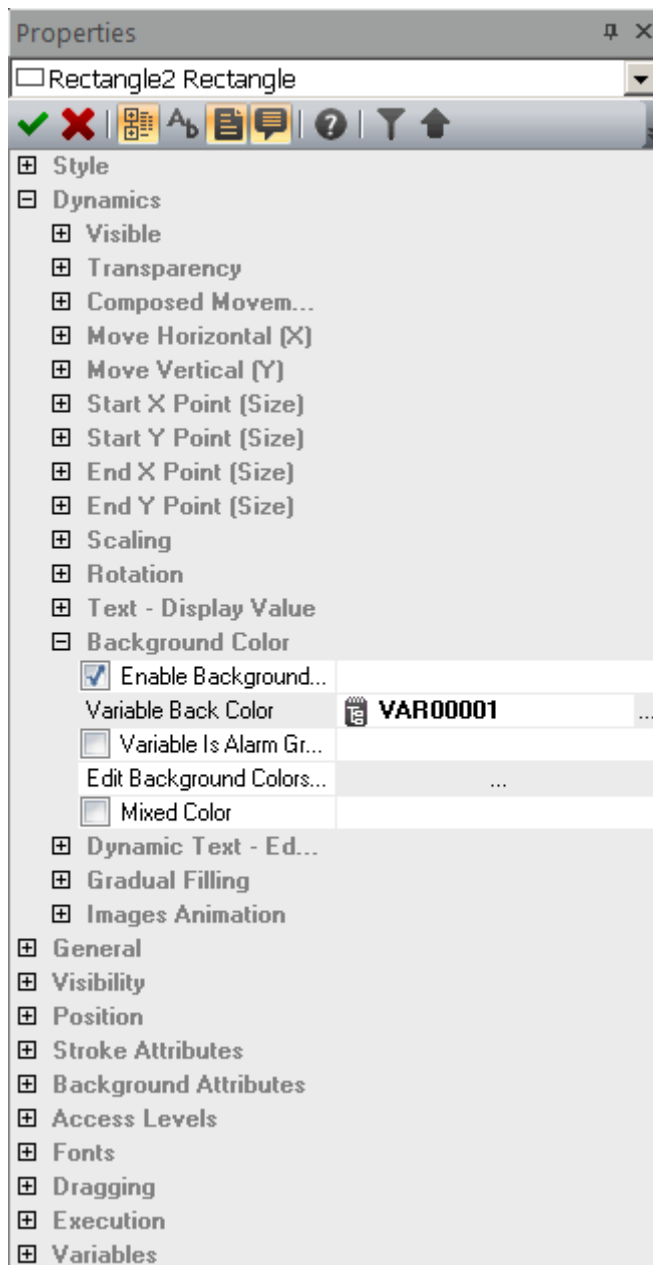 Properties
Rectangle2 Rectangle
Ab
Style
Dynamics
Visible
Transparency
Composed Movem...
Move Horizontal (X)
Move Vertical (Y)
Start X Point (Size)
Start Y Point (Size)
End X Point (Size)
End Y Point (Size)
Scaling
Rotation
Text - Display Value
Background Color
Enable Background...
Variable Back Color VAR00001 ...
Variable Is Alarm Gr...
Edit Background Colors... ...
Mixed Color
Dynamic Text - Ed...
Gradual Filling
Images Animation
General
Visibility
Position
Stroke Attributes
Background Attributes
Access Levels
Fonts
Dragging
Execution
Variables